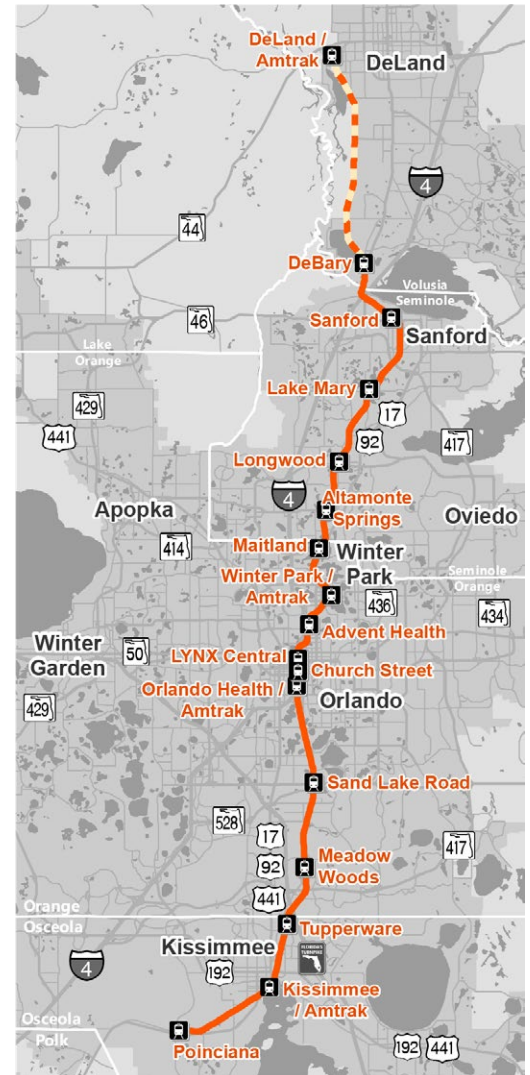 DeLand /
Amtrak
DeLand
4
44
DeBary
Volusia
Seminole
46
Sanford
Sanford
Lake
Orange
Lake Mary
429
17
441
92
417
Longwood
4
Altamonte
Springs
Apopka
Oviedo
414
Maitland
Winter
Park
Winter Park /
Amtrak
Seminole
Orange
436
434
Advent Health
Winter
Garden
50
LYNX Central
Church Street
Orlando Health /
Amtrak
Orlando
429
Sand Lake Road
528
17
417
92
Meadow
Woods
441
Orange
Osceola
Tupperware
Kissimmee
FLORIDA'S
TURNPIKE
4
192
Kissimmee
/ Amtrak
Osceola
Polk
Poinciana
192
441